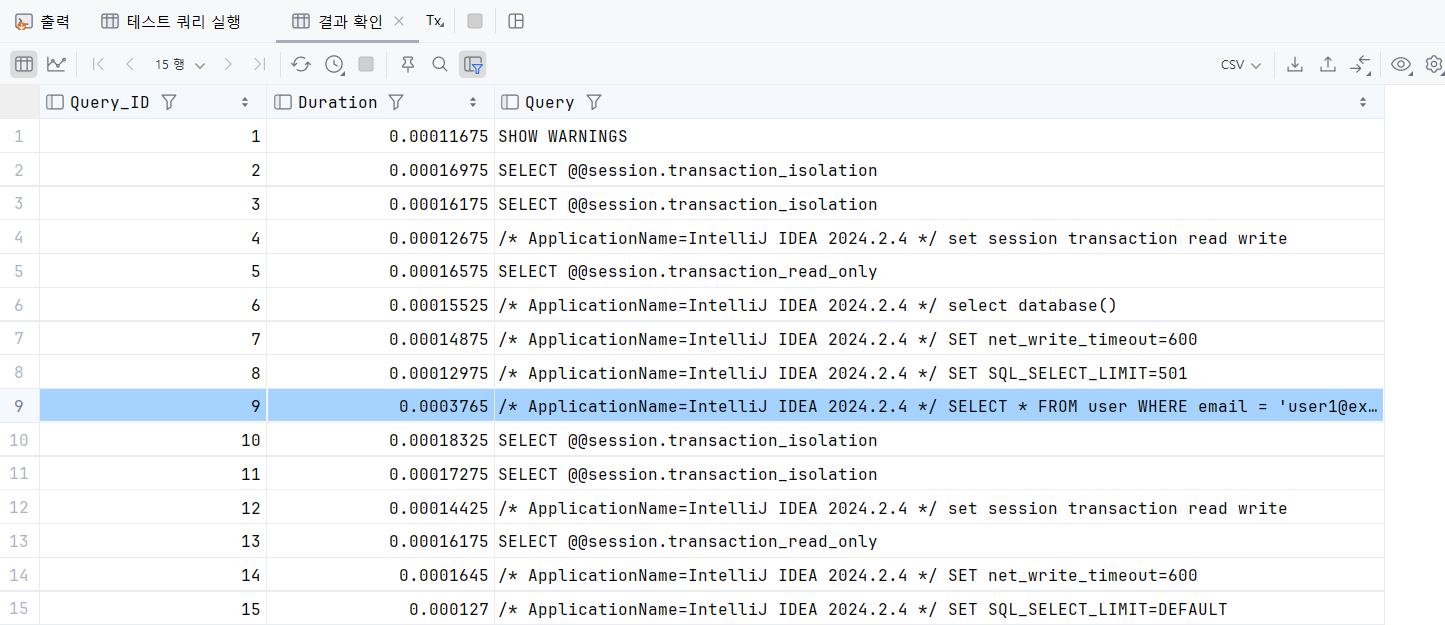 출력 테스트 쿼리 실행 결과 확인 Tx
15 행 CSV
Query_ID Duration Query
1 1 0.00011675 SHOW WARNINGS
2 2 0.00016975 SELECT @@session.transaction_isolation
3 3 0.00016175 SELECT @@session.transaction_isolation
4 4 0.00012675 /* ApplicationName=IntelliJ IDEA 2024.2.4 */ set session transaction read write
5 5 0.00016575 SELECT @@session.transaction_read_only
6 6 0.00015525 /* ApplicationName=IntelliJ IDEA 2024.2.4 */ select database()
7 7 0.00014875 /* ApplicationName=IntelliJ IDEA 2024.2.4 */ SET net_write_timeout=600
8 8 0.00012975 /* ApplicationName=IntelliJ IDEA 2024.2.4 */ SET SQL_SELECT_LIMIT=501
9 9 0.0003765 /* ApplicationName=IntelliJ IDEA 2024.2.4 */ SELECT * FROM user WHERE email = 'user1@ex…
10 10 0.00018325 SELECT @@session.transaction_isolation
11 11 0.00017275 SELECT @@session.transaction_isolation
12 12 0.00014425 /* ApplicationName=IntelliJ IDEA 2024.2.4 */ set session transaction read write
13 13 0.00016175 SELECT @@session.transaction_read_only
14 14 0.0001645 /* ApplicationName=IntelliJ IDEA 2024.2.4 */ SET net_write_timeout=600
15 15 0.000127 /* ApplicationName=IntelliJ IDEA 2024.2.4 */ SET SQL_SELECT_LIMIT=DEFAULT